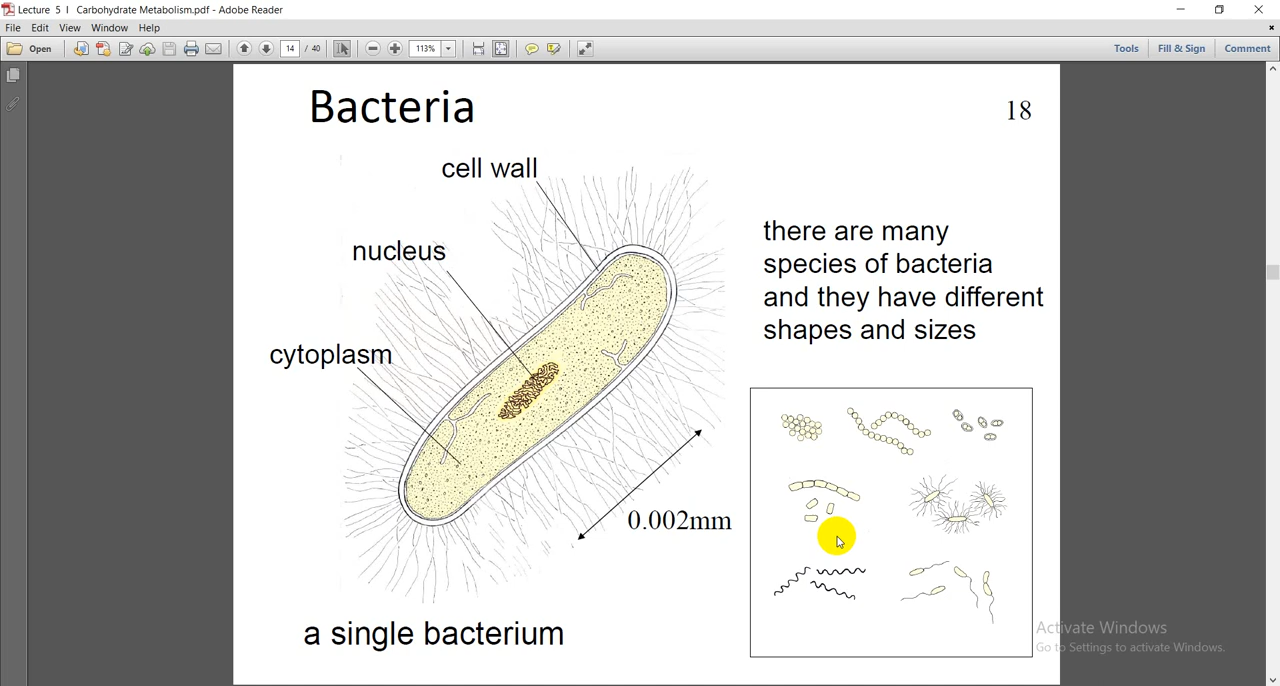 Lecture 5 I Carbohydrate Metabolism.pdf - Adobe Reader
File Edit View Window Help
Open 14 / 40 113% Tools Fill & Sign Comment
Bacteria
18
cell wall
nucleus
cytoplasm
there are many
species of bacteria
and they have different
shapes and sizes
0.002mm
a single bacterium
Activate Windows
Go to Settings to activate Windows.